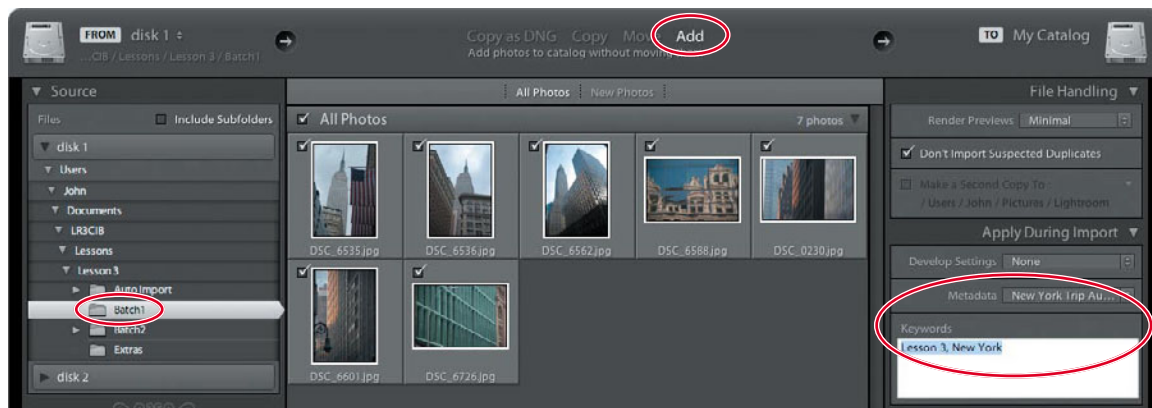 FROM disk 1
...CIB / Lessons / Lesson 3 / Batch1
Copy as DNG Copy Move Add
Add photos to catalog without moving
TO My Catalog
Source
Files Include Subfolders
disk 1
Users
John
Documents
LR3CIB
Lessons
Lesson 3
Auto Import
Batch1
Batch2
Extras
disk 2
All Photos New Photos
All Photos 7 photos
DSC_6535.jpg DSC_6536.jpg DSC_6562.jpg DSC_6588.jpg DSC_0230.jpg
DSC_6601.jpg DSC_6726.jpg
File Handling
Render Previews Minimal
Don't Import Suspected Duplicates
Make a Second Copy To :
/ Users / John / Pictures / Lightroom
Apply During Import
Develop Settings None
Metadata New York Trip Au...
Keywords
Lesson 3, New York